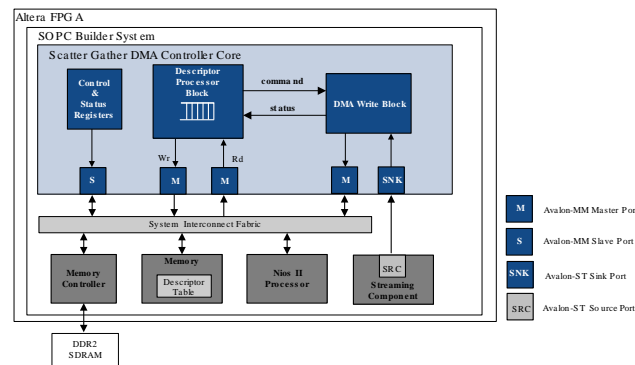 Altera FPGA
SOPC Builder System
Scatter Gather DMA Controller Core
Control
&
Status
Registers
Descriptor
Processor
Block
command
status
DMA Write Block
Wr
Rd
S
M
M
M
SNK
System Interconnect Fabric
Memory
Controller
Memory
Descriptor
Table
Nios II
Processor
SRC
Streaming
Component
DDR2
SDRAM
M
Avalon-MM Master Port
S
Avalon-MM Slave Port
SNK
Avalon-ST Sink Port
SRC
Avalon-ST Source Port